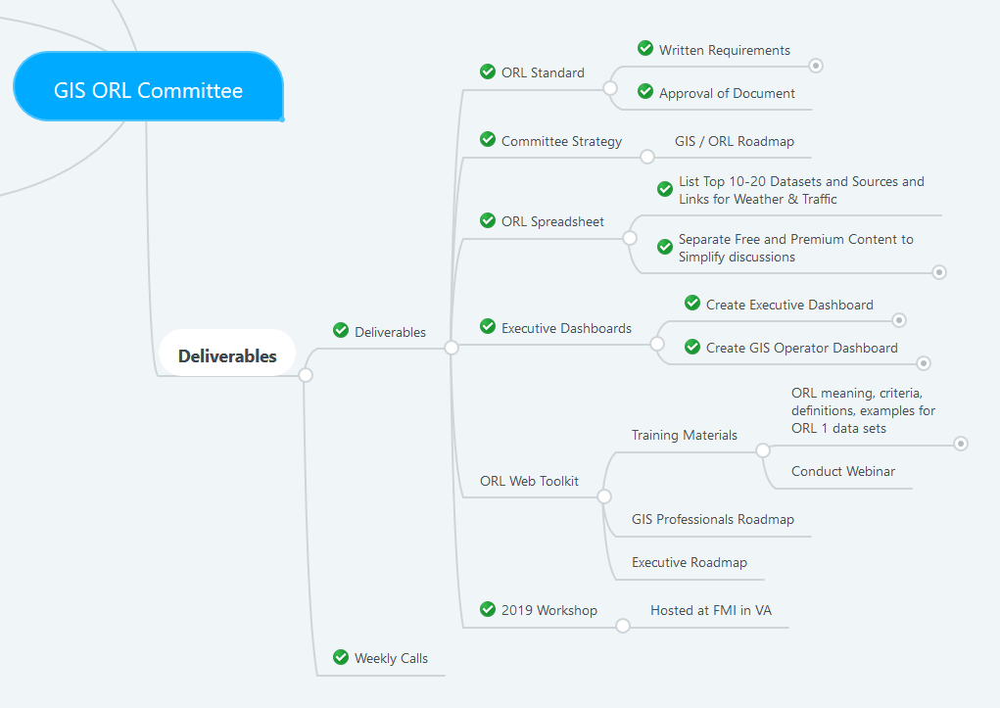 GIS ORL Committee
Deliverables
Deliverables
ORL Standard
Written Requirements
Approval of Document
Committee Strategy
GIS / ORL Roadmap
ORL Spreadsheet
List Top 10-20 Datasets and Sources and
Links for Weather & Traffic
Separate Free and Premium Content to
Simplify discussions
Executive Dashboards
Create Executive Dashboard
Create GIS Operator Dashboard
ORL Web Toolkit
Training Materials
ORL meaning, criteria,
definitions, examples for
ORL 1 data sets
Conduct Webinar
GIS Professionals Roadmap
Executive Roadmap
2019 Workshop
Hosted at FMI in VA
Weekly Calls